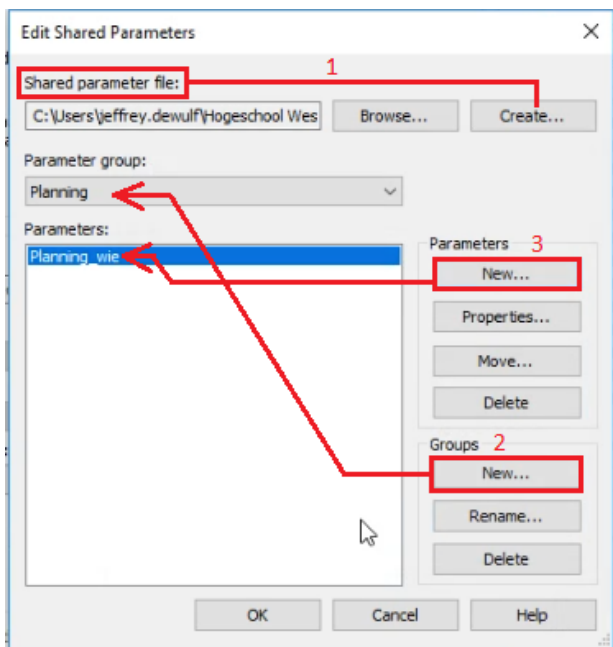 Edit Shared Parameters
1
Shared parameter file:
C:\Users\jeffrey.dewulf\Hogeschool Wes
Browse...
Create...
Parameter group:
Planning
Parameters:
Planning_wie
Parameters 3
New...
Properties...
Move...
Delete
Groups 2
New...
Rename...
Delete
OK
Cancel
Help